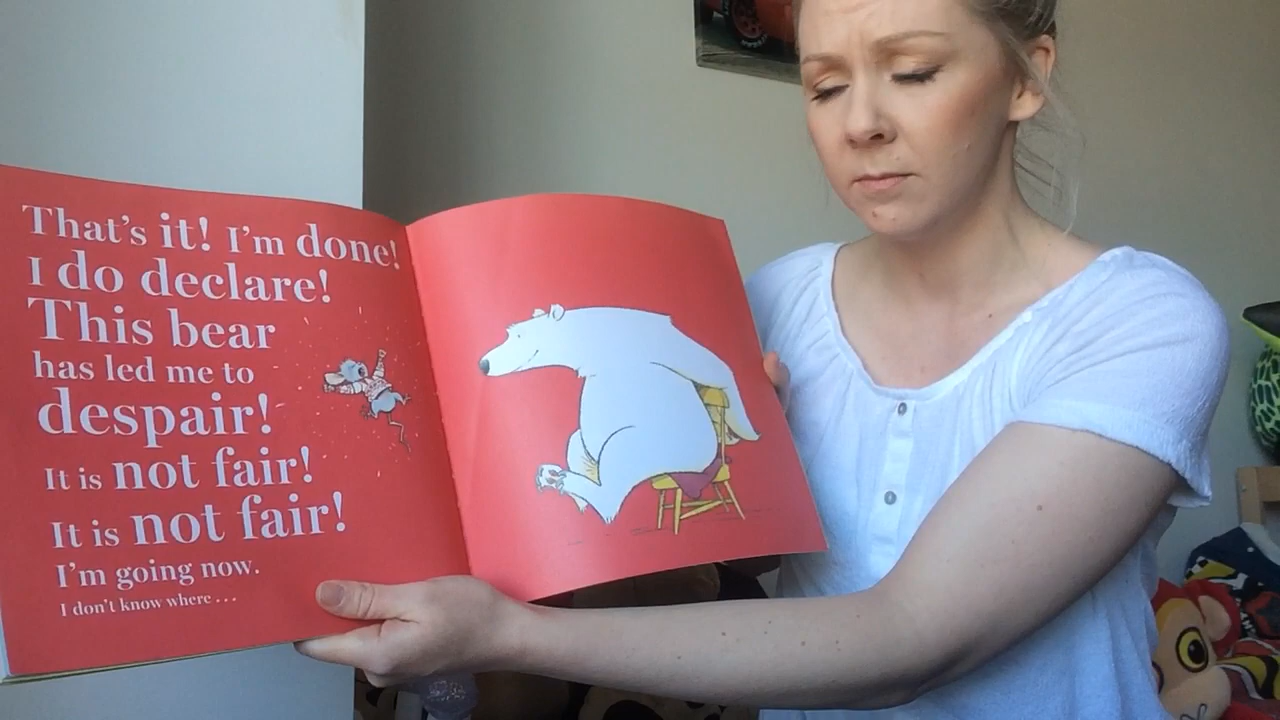 That's it! I'm done!
I do declare!
This bear
has led me to
despair!
It is not fair!
It is not fair!
I'm going now.
I don't know where ...